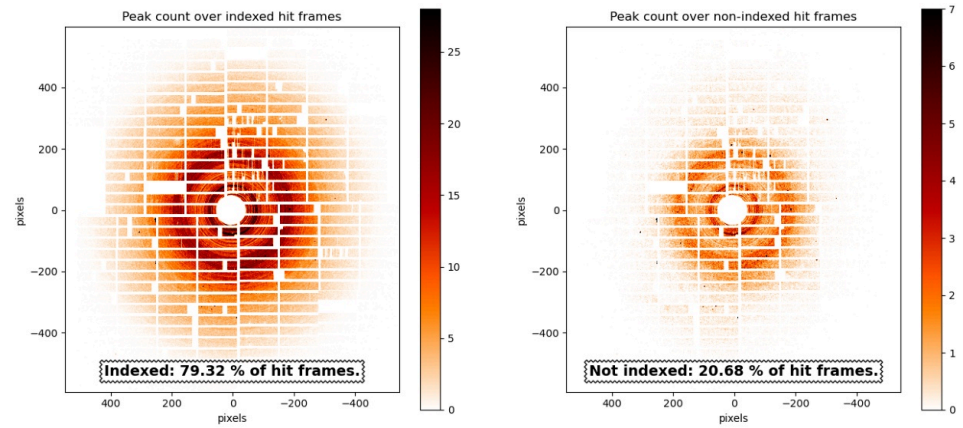 Peak count over indexed hit frames
Peak count over non-indexed hit frames
pixels
400
200
0
−200
−400
Indexed: 79.32 % of hit frames.
400 200 0 −200 −400
pixels
25
20
15
10
5
0
pixels
400
200
0
−200
−400
Not indexed: 20.68 % of hit frames.
400 200 0 −200 −400
pixels
7
6
5
4
3
2
1
0